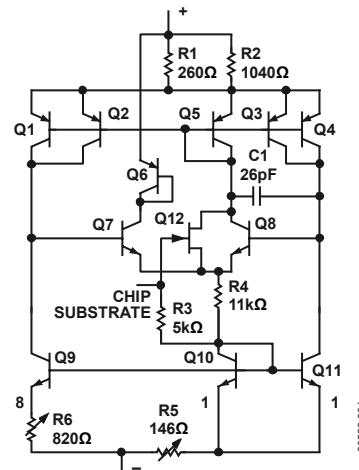 +
R1
260Ω
R2
1040Ω
Q1
Q2
Q5
Q3
Q4
C1
26pF
Q6
Q7
Q12
Q8
CHIP
SUBSTRATE
R3
5kΩ
R4
11kΩ
Q9
Q10
Q11
8
1
1
R6
820Ω
R5
146Ω
−